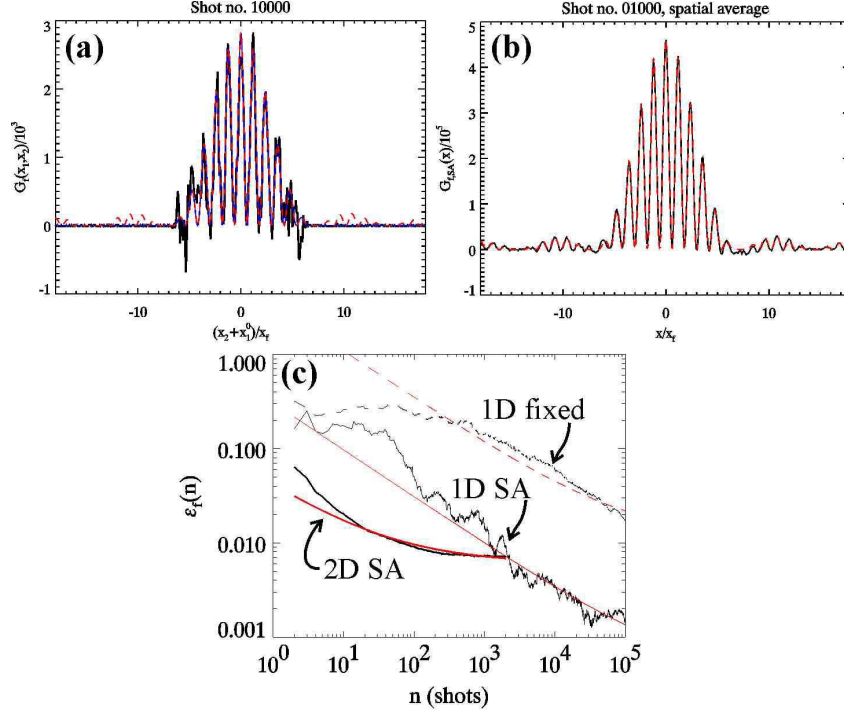 Shot no. 10000
(a)
3
2
1
0
-1
G_f(x_1,x_2)/10^3
-10
0
10
(x_2+x_1^0)/x_f
Shot no. 01000, spatial average
(b)
5
4
3
2
1
0
-1
G_{f,SA}(x)/10^5
-10
0
10
x/x_f
(c)
1.000
0.100
0.010
0.001
ε_f(n)
1D fixed
1D SA
2D SA
10^0
10^1
10^2
10^3
10^4
10^5
n (shots)